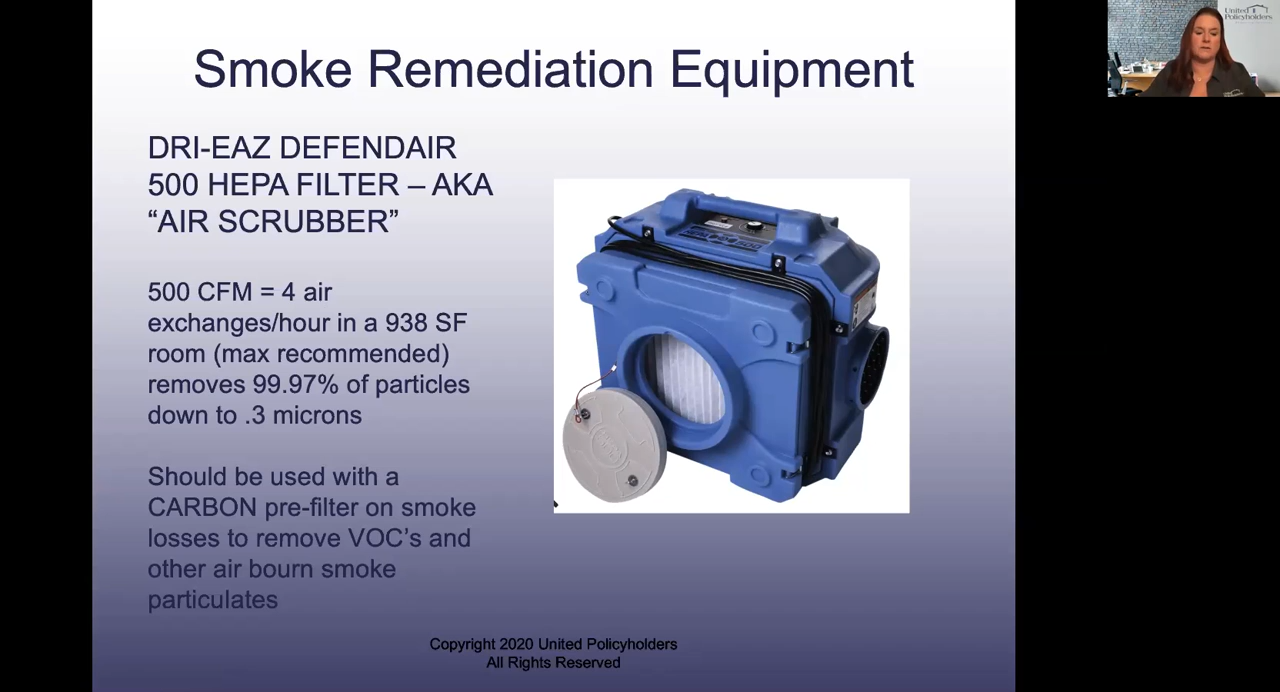 Smoke Remediation Equipment
DRI-EAZ DEFENDAIR
500 HEPA FILTER – AKA
“AIR SCRUBBER”
500 CFM = 4 air
exchanges/hour in a 938 SF
room (max recommended)
removes 99.97% of particles
down to .3 microns
Should be used with a
CARBON pre-filter on smoke
losses to remove VOC’s and
other air bourn smoke
particulates
Copyright 2020 United Policyholders
All Rights Reserved
United
Policyholders